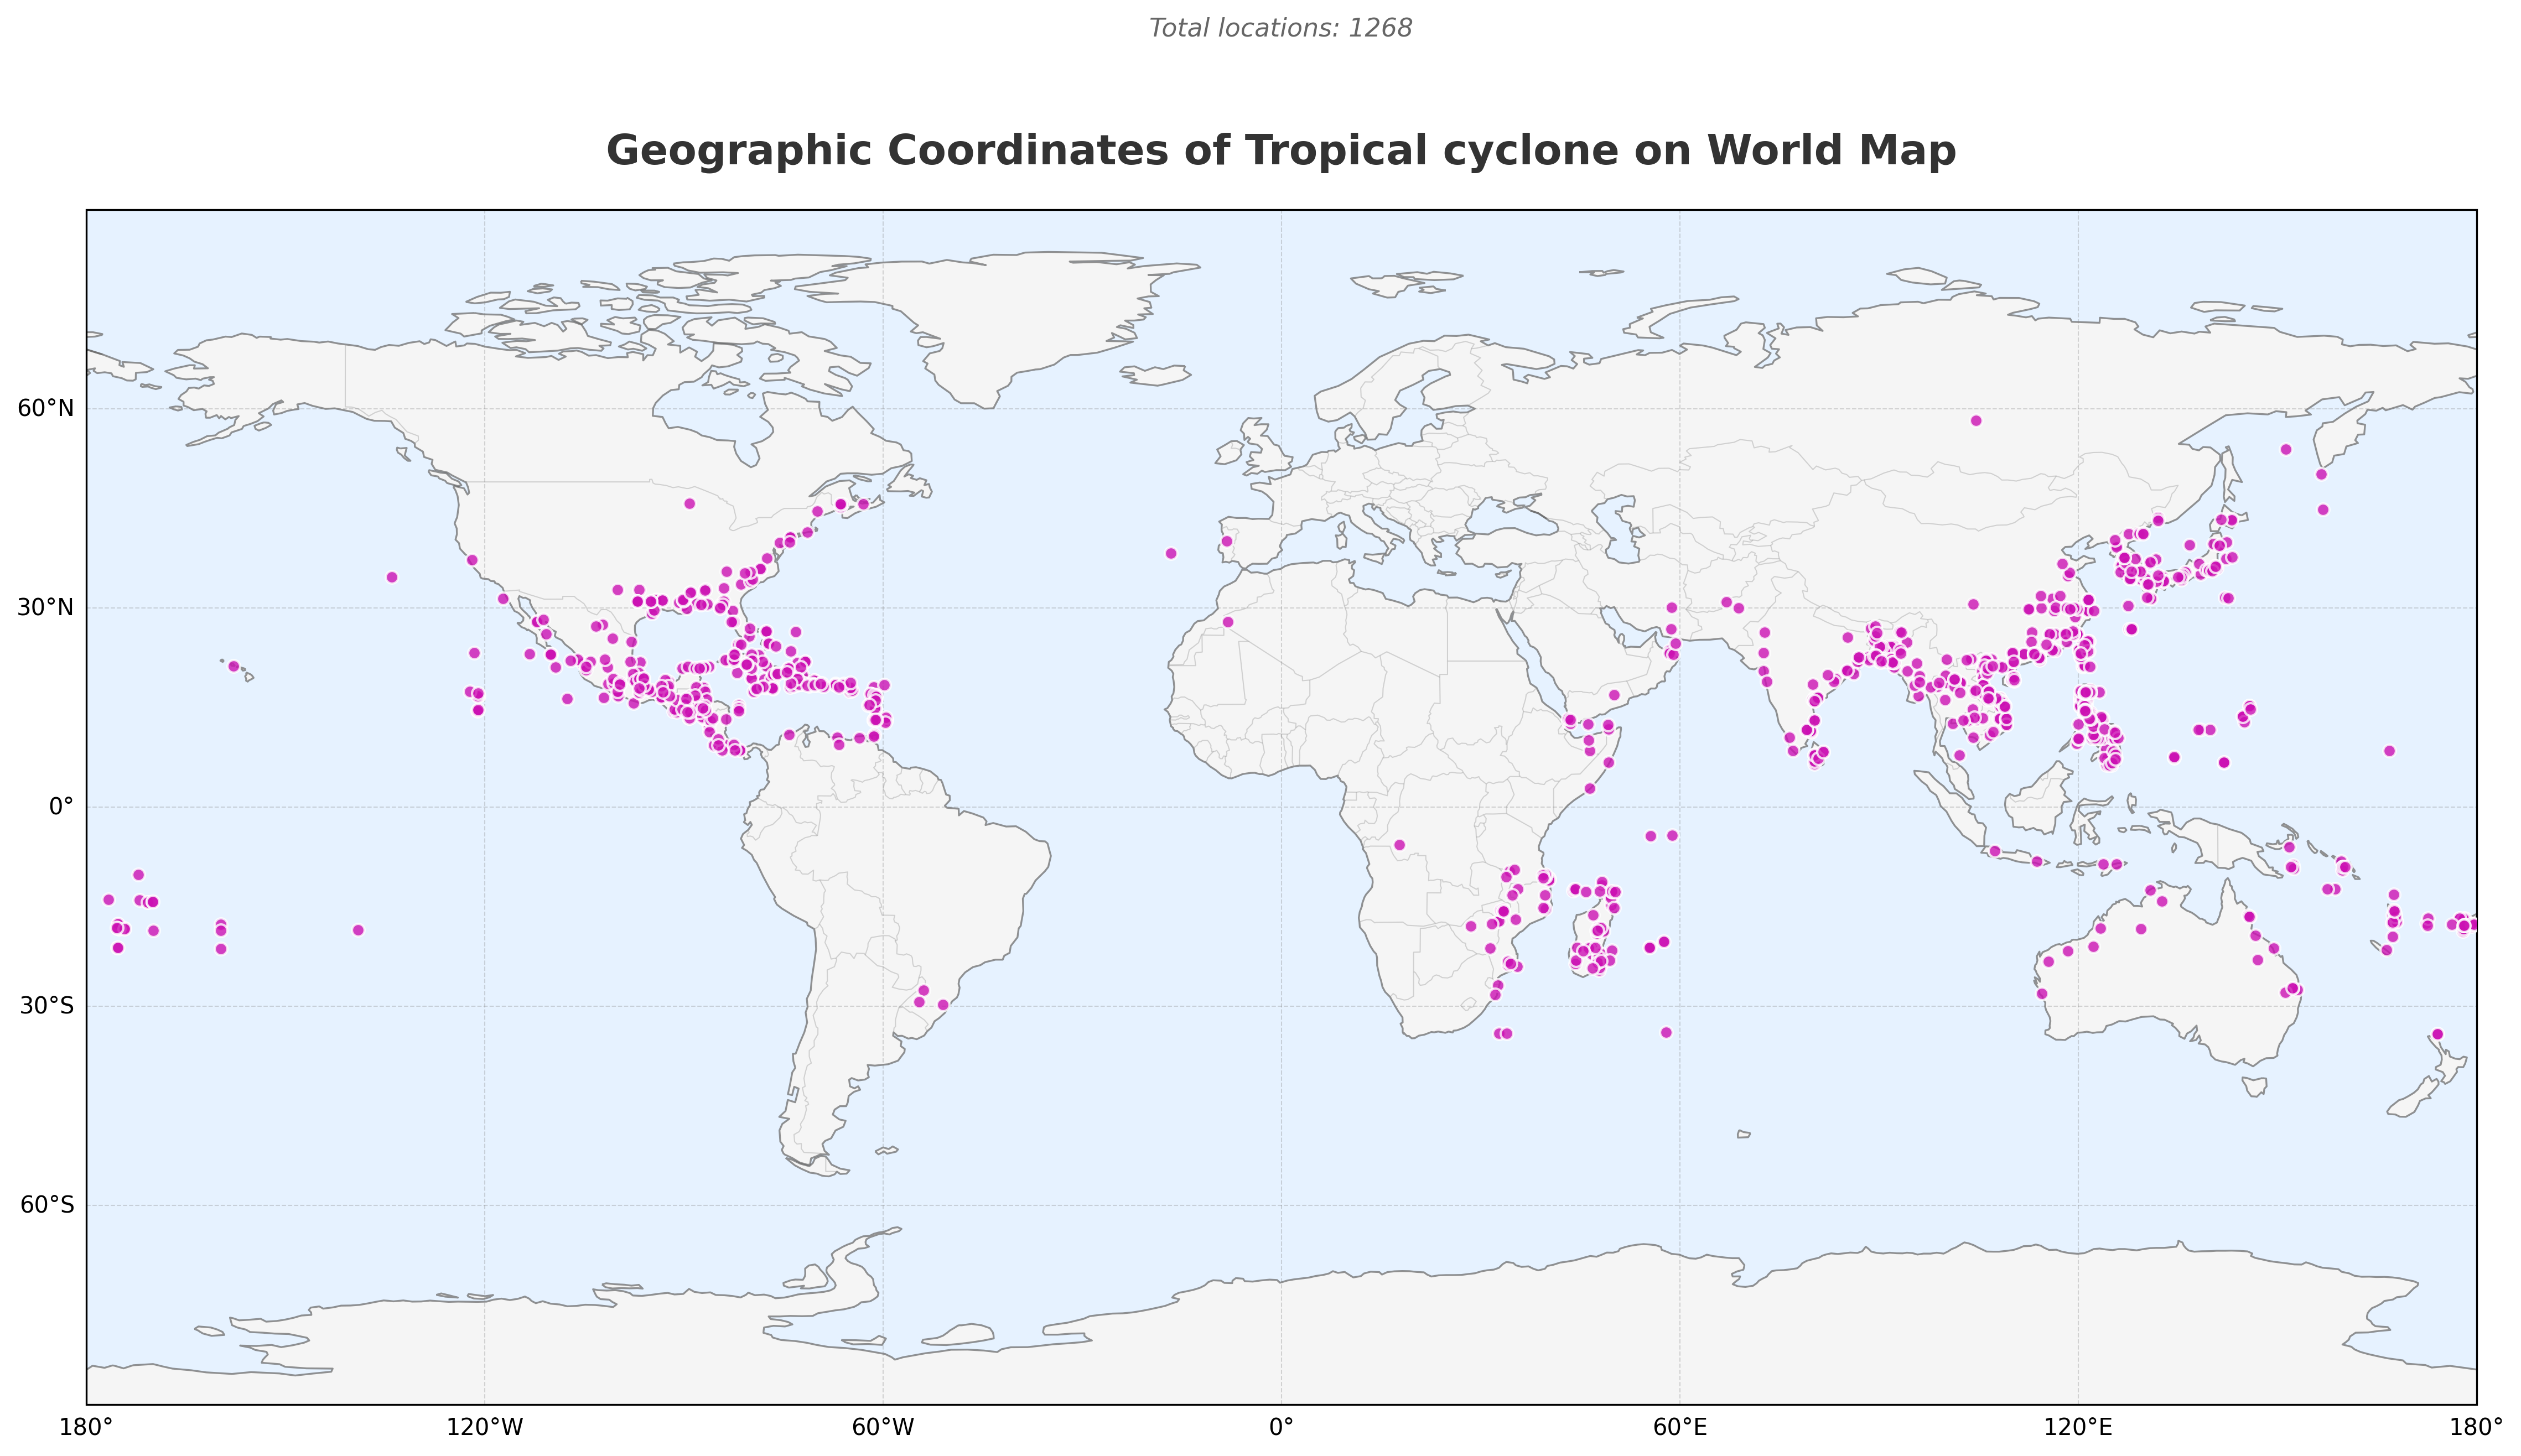 Total locations: 1268
Geographic Coordinates of Tropical cyclone on World Map
60°N
30°N
0°
30°S
60°S
180°
120°W
60°W
0°
60°E
120°E
180°